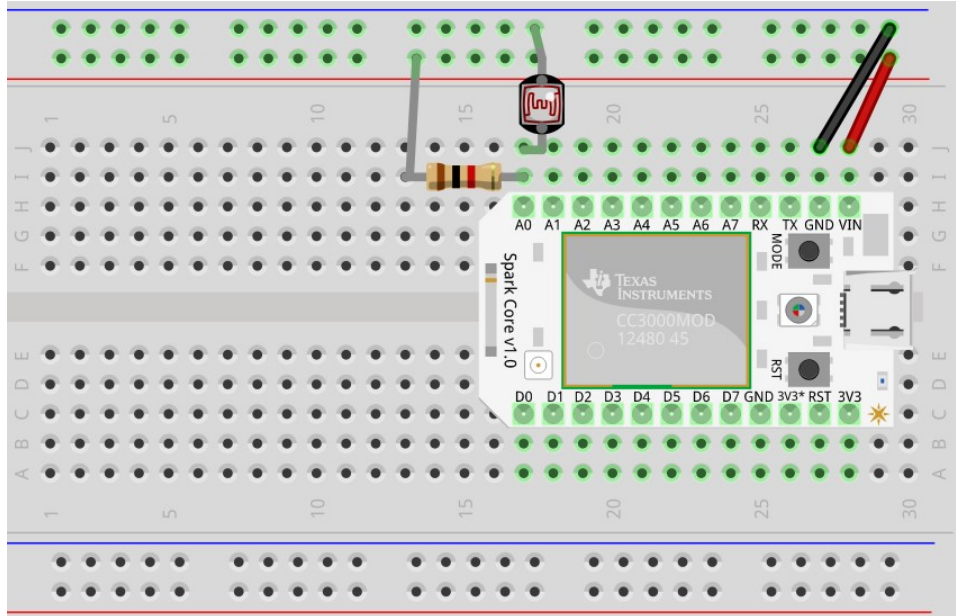 1 5 10 15 20 25 30
J J
I I
H H
G G
F F
A0 A1 A2 A3 A4 A5 A6 A7 RX TX GND VIN
MODE
Spark Core v1.0
TEXAS
INSTRUMENTS
CC3000MOD
12480 45
RST
D0 D1 D2 D3 D4 D5 D6 D7 GND 3V3* RST 3V3
E E
D D
C C
B B
A A
1 5 10 15 20 25 30